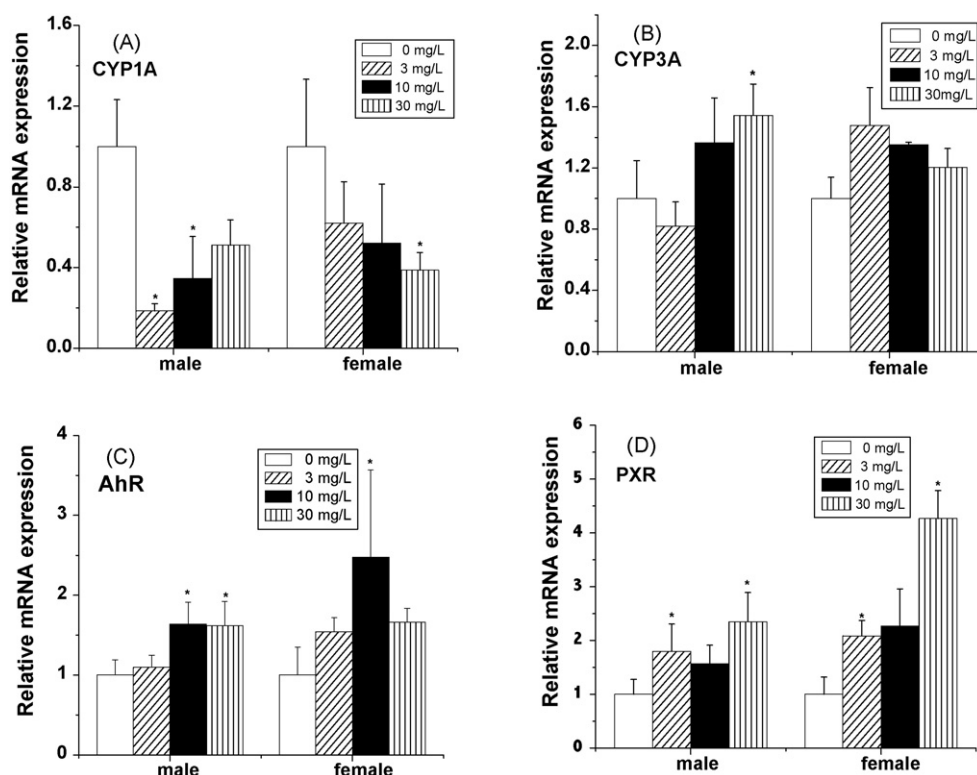 (A)
CYP1A
0 mg/L
3 mg/L
10 mg/L
30 mg/L
Relative mRNA expression
1.6
1.2
0.8
0.4
0.0
male
female
(B)
CYP3A
0 mg/L
3 mg/L
10 mg/L
30mg/L
Relative mRNA expression
*
2.0
1.6
1.2
0.8
0.4
0.0
male
female
*
*
*
(C)
AhR
0 mg/L
3 mg/L
10 mg/L
30 mg/L
Relative mRNA expression
4
3
2
1
0
*
*
*
male
female
(D)
PXR
0 mg/L
3 mg/L
10 mg/L
30 mg/L
Relative mRNA expression
6
5
4
3
2
1
0
*
*
*
*
male
female